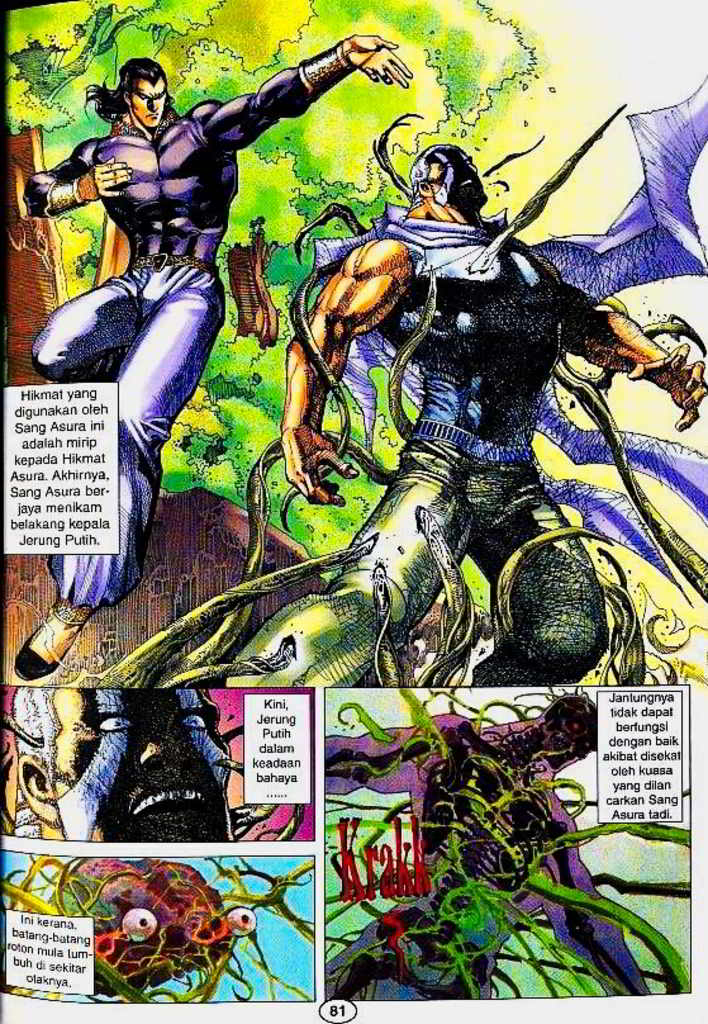 Hikmat yang
digunakan oleh
Sang Asura ini
adalah mirip
kepada Hikmat
Asura. Akhirnya,
Sang Asura ber-
jaya menikam
belakang kepala
Jerung Putih.
Kini,
Jerung
Putih
dalam
keadaan
bahaya
......
Jantungnya
tidak dapat
berfungsi
dengan baik
akibat disekat
oleh kuasa
yang dilan
carkan Sang
Asura tadi.
Krakk
Ini kerana,
batang-batang
roton mula tum-
buh di sekitar
otaknya.
81